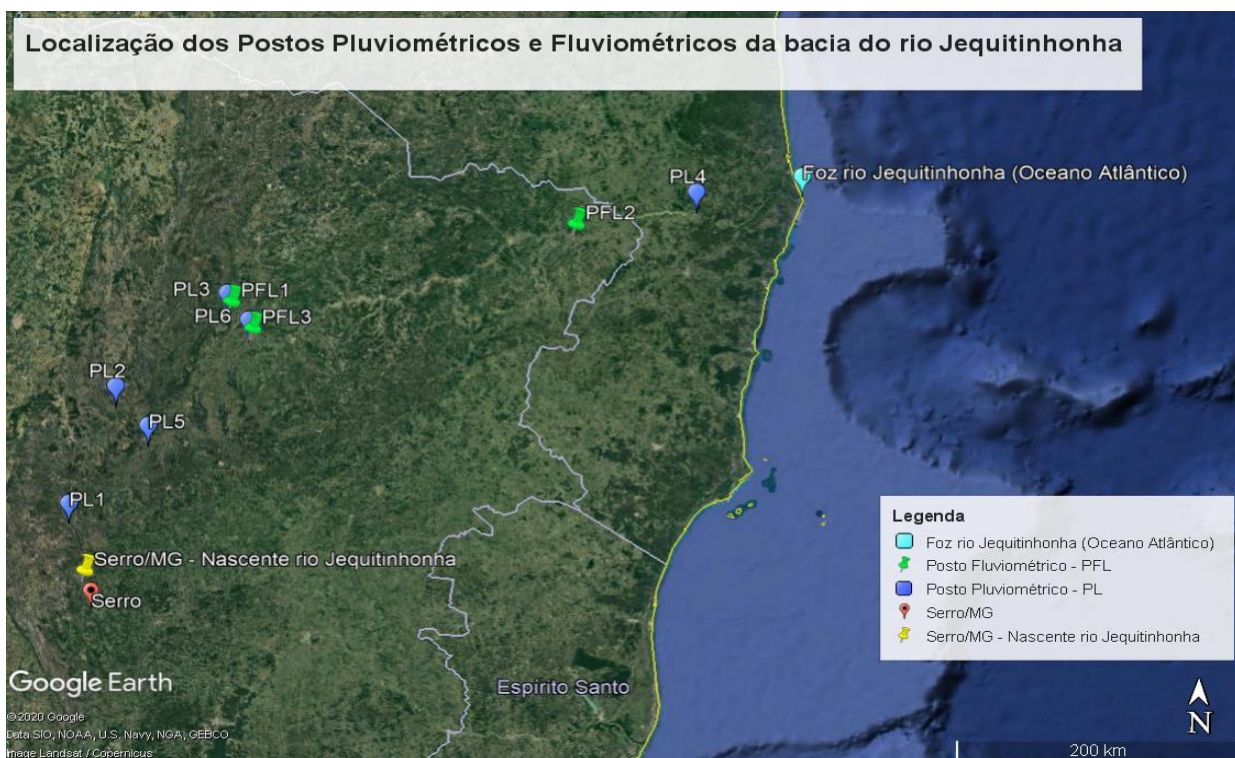 Localização dos Postos Pluviométricos e Fluviométricos da bacia do rio Jequitinhonha
PL4
Foz rio Jequitinhonha (Oceano Atlântico)
PFL2
PL3
PFL1
PL6
PFL3
PL2
PL5
PL1
Serro/MG - Nascente rio Jequitinhonha
Serro
Legenda
Foz rio Jequitinhonha (Oceano Atlântico)
Posto Fluviométrico - PFL
Posto Pluviométrico - PL
Serro/MG
Serro/MG - Nascente rio Jequitinhonha
Espírito Santo
Google Earth
©2020 Google
Data SIO, NOAA, U.S. Navy, NGA, GEBCO
Image Landsat / Copernicus
N
200 km